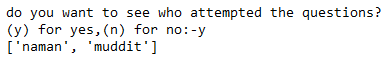 do you want to see who attempted the questions?
(y) for yes,(n) for no:-y
['naman', 'muddit']